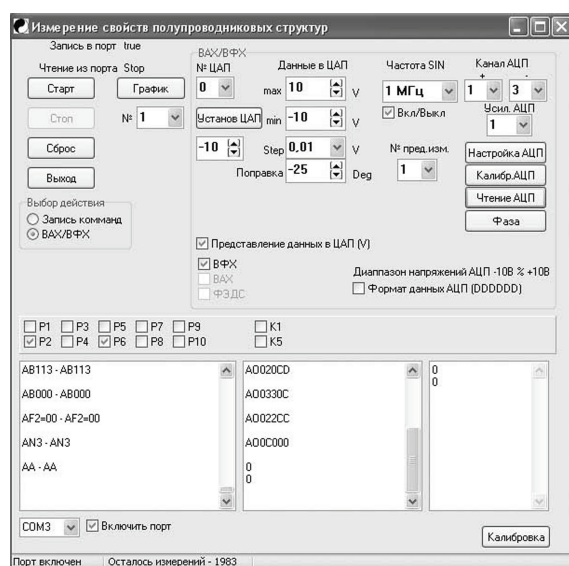 Измерение свойств полупроводниковых структур
Запись в порт true
Чтение из порта Stop
Старт График
Стоп № 1
Сброс
Выход
Выбор действия
Запись комманд
ВАХ/ВФХ
ВАХ/ВФХ
№ ЦАП Данные в ЦАП Частота SIN Канал АЦП
+ -
0 max 10 V 1 МГц 1 3
Установ ЦАП min -10 V Вкл/Выкл Усил. АЦП
1
-10 Step 0,01 V № пред.изм. Настройка АЦП
Поправка -25 Deg 1 Калибр.АЦП
Чтение АЦП
Фаза
Представление данных в ЦАП (V)
ВФХ
ВАХ
ФЭДС
Диаппазон напряжений АЦП -10В % +10В
Формат данных АЦП (DDDDDD)
P1 P3 P5 P7 P9 K1
P2 P4 P6 P8 P10 K5
AB113 - AB113 AO020CD 0
0
AB000 - AB000 AO0330C
AF2=00 - AF2=00 AO022CC
AN3 - AN3 AO0C000
AA - AA 0
0
COM3 Включить порт Калибровка
Порт включен Осталось измерений - 1983